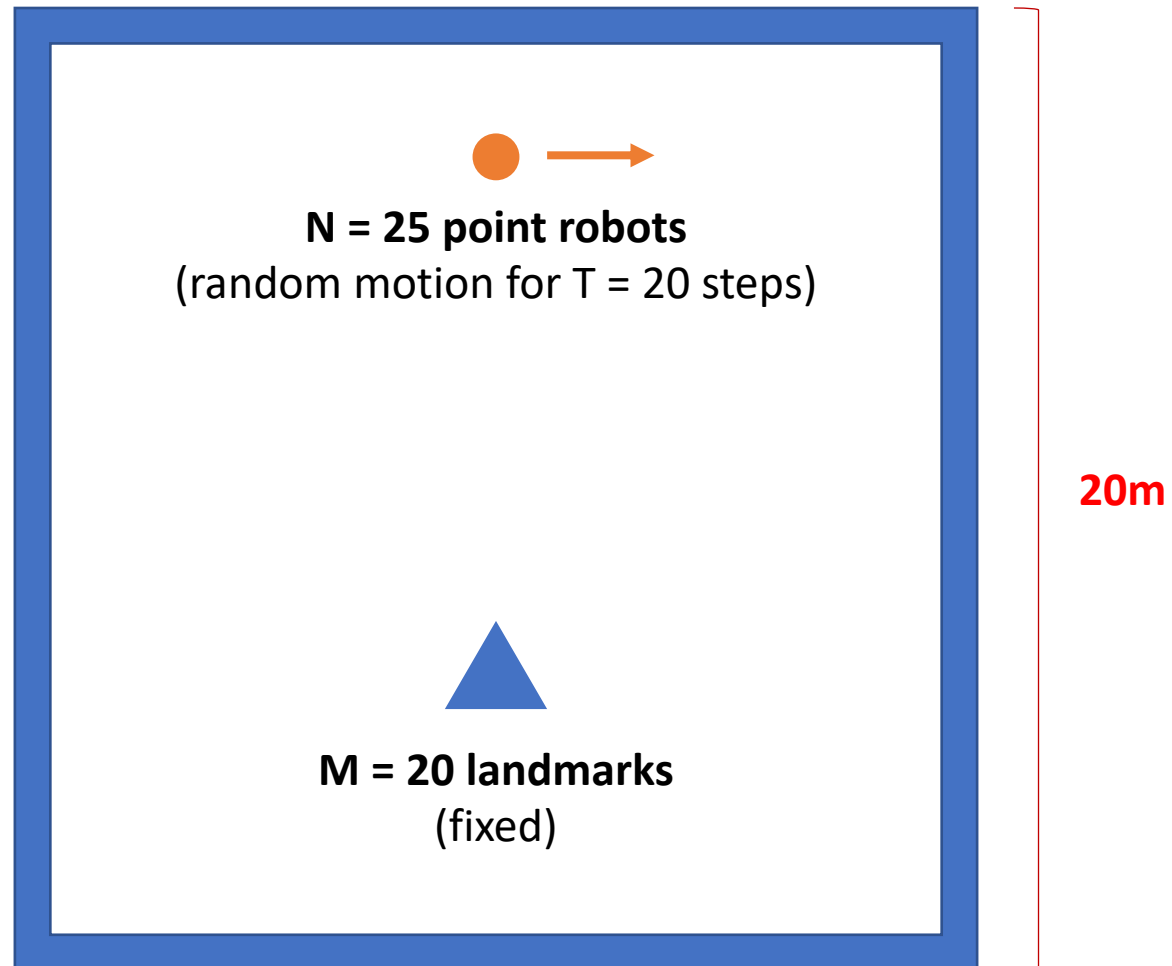 N = 25 point robots
(random motion for T = 20 steps)
20m
M = 20 landmarks
(fixed)